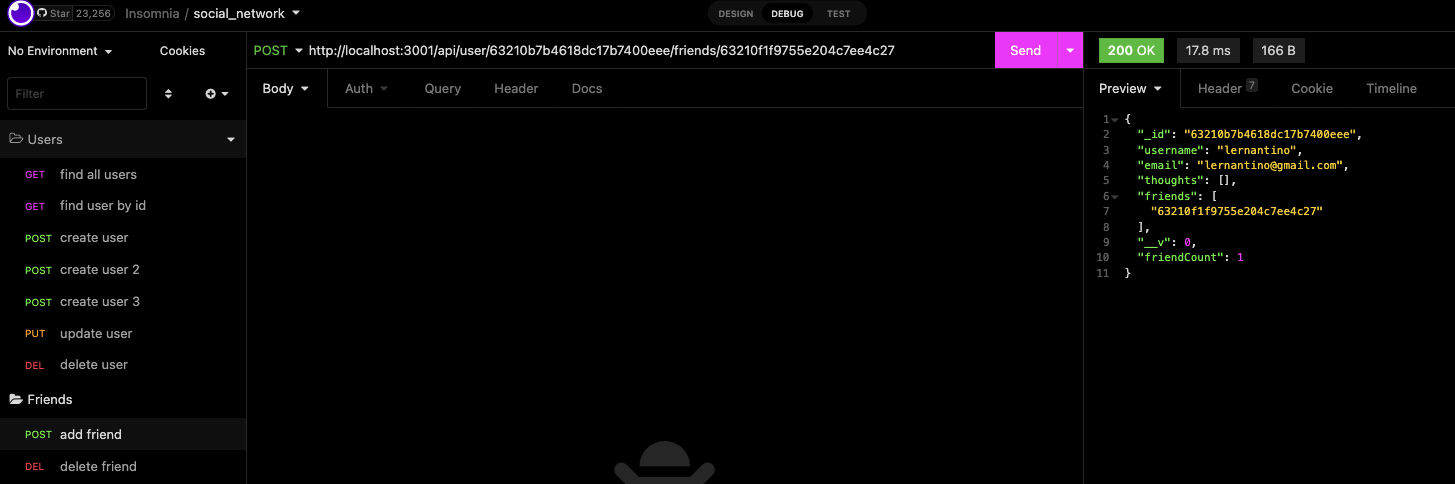 Star 23,256 Insomnia / social_network DESIGN DEBUG TEST
No Environment Cookies
POST http://localhost:3001/api/user/63210b7b4618dc17b7400eee/friends/63210f1f9755e204c7ee4c27 Send
200 OK 17.8 ms 166 B
Filter
Body Auth Query Header Docs
Preview Header 7 Cookie Timeline
Users
GET find all users
GET find user by id
POST create user
POST create user 2
POST create user 3
PUT update user
DEL delete user
Friends
POST add friend
DEL delete friend
1 {
2 "_id": "63210b7b4618dc17b7400eee",
3 "username": "lernantino",
4 "email": "lernantino@gmail.com",
5 "thoughts": [],
6 "friends": [
7 "63210f1f9755e204c7ee4c27"
8 ],
9 "__v": 0,
10 "friendCount": 1
11 }